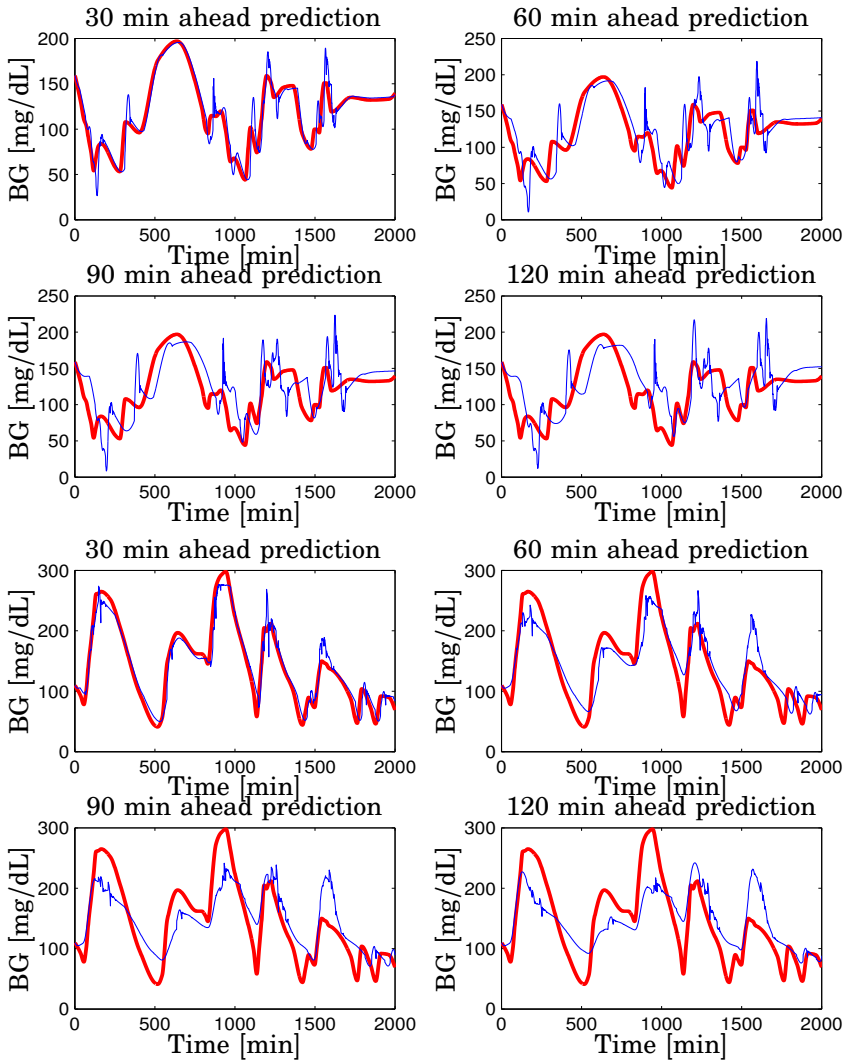 30 min ahead prediction
BG [mg/dL]
200
150
100
50
0
0 500 1000 1500 2000
Time [min]
60 min ahead prediction
BG [mg/dL]
250
200
150
100
50
0
0 500 1000 1500 2000
Time [min]
90 min ahead prediction
BG [mg/dL]
250
200
150
100
50
0
0 500 1000 1500 2000
Time [min]
120 min ahead prediction
BG [mg/dL]
250
200
150
100
50
0
0 500 1000 1500 2000
Time [min]
30 min ahead prediction
BG [mg/dL]
300
200
100
0
0 500 1000 1500 2000
Time [min]
60 min ahead prediction
BG [mg/dL]
300
200
100
0
0 500 1000 1500 2000
Time [min]
90 min ahead prediction
BG [mg/dL]
300
200
100
0
0 500 1000 1500 2000
Time [min]
120 min ahead prediction
BG [mg/dL]
300
200
100
0
0 500 1000 1500 2000
Time [min]